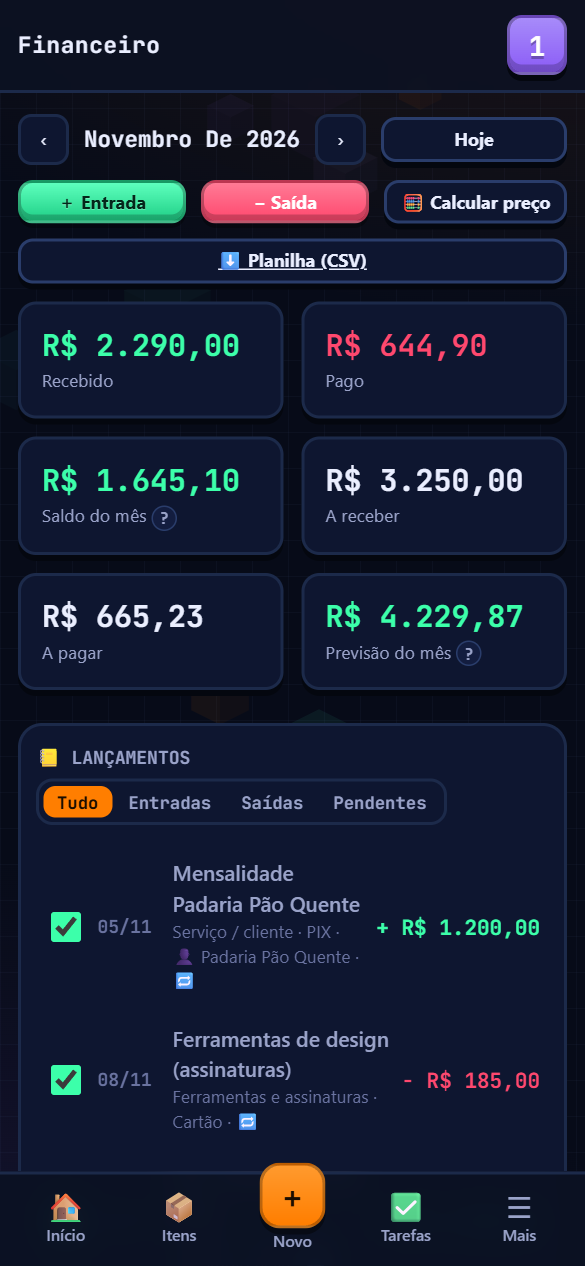 Financeiro
1
‹
Novembro De 2026
›
Hoje
+ Entrada
− Saída
🧮 Calcular preço
⬇️ Planilha (CSV)
R$ 2.290,00
Recebido
R$ 644,90
Pago
R$ 1.645,10
Saldo do mês ?
R$ 3.250,00
A receber
R$ 665,23
A pagar
R$ 4.229,87
Previsão do mês ?
📒 LANÇAMENTOS
Tudo
Entradas
Saídas
Pendentes
05/11
Mensalidade
Padaria Pão Quente
Serviço / cliente · PIX ·
👤 Padaria Pão Quente ·
🔁
+ R$ 1.200,00
08/11
Ferramentas de design
(assinaturas)
Ferramentas e assinaturas ·
Cartão · 🔁
- R$ 185,00
Início
Itens
+
Novo
Tarefas
☰
Mais